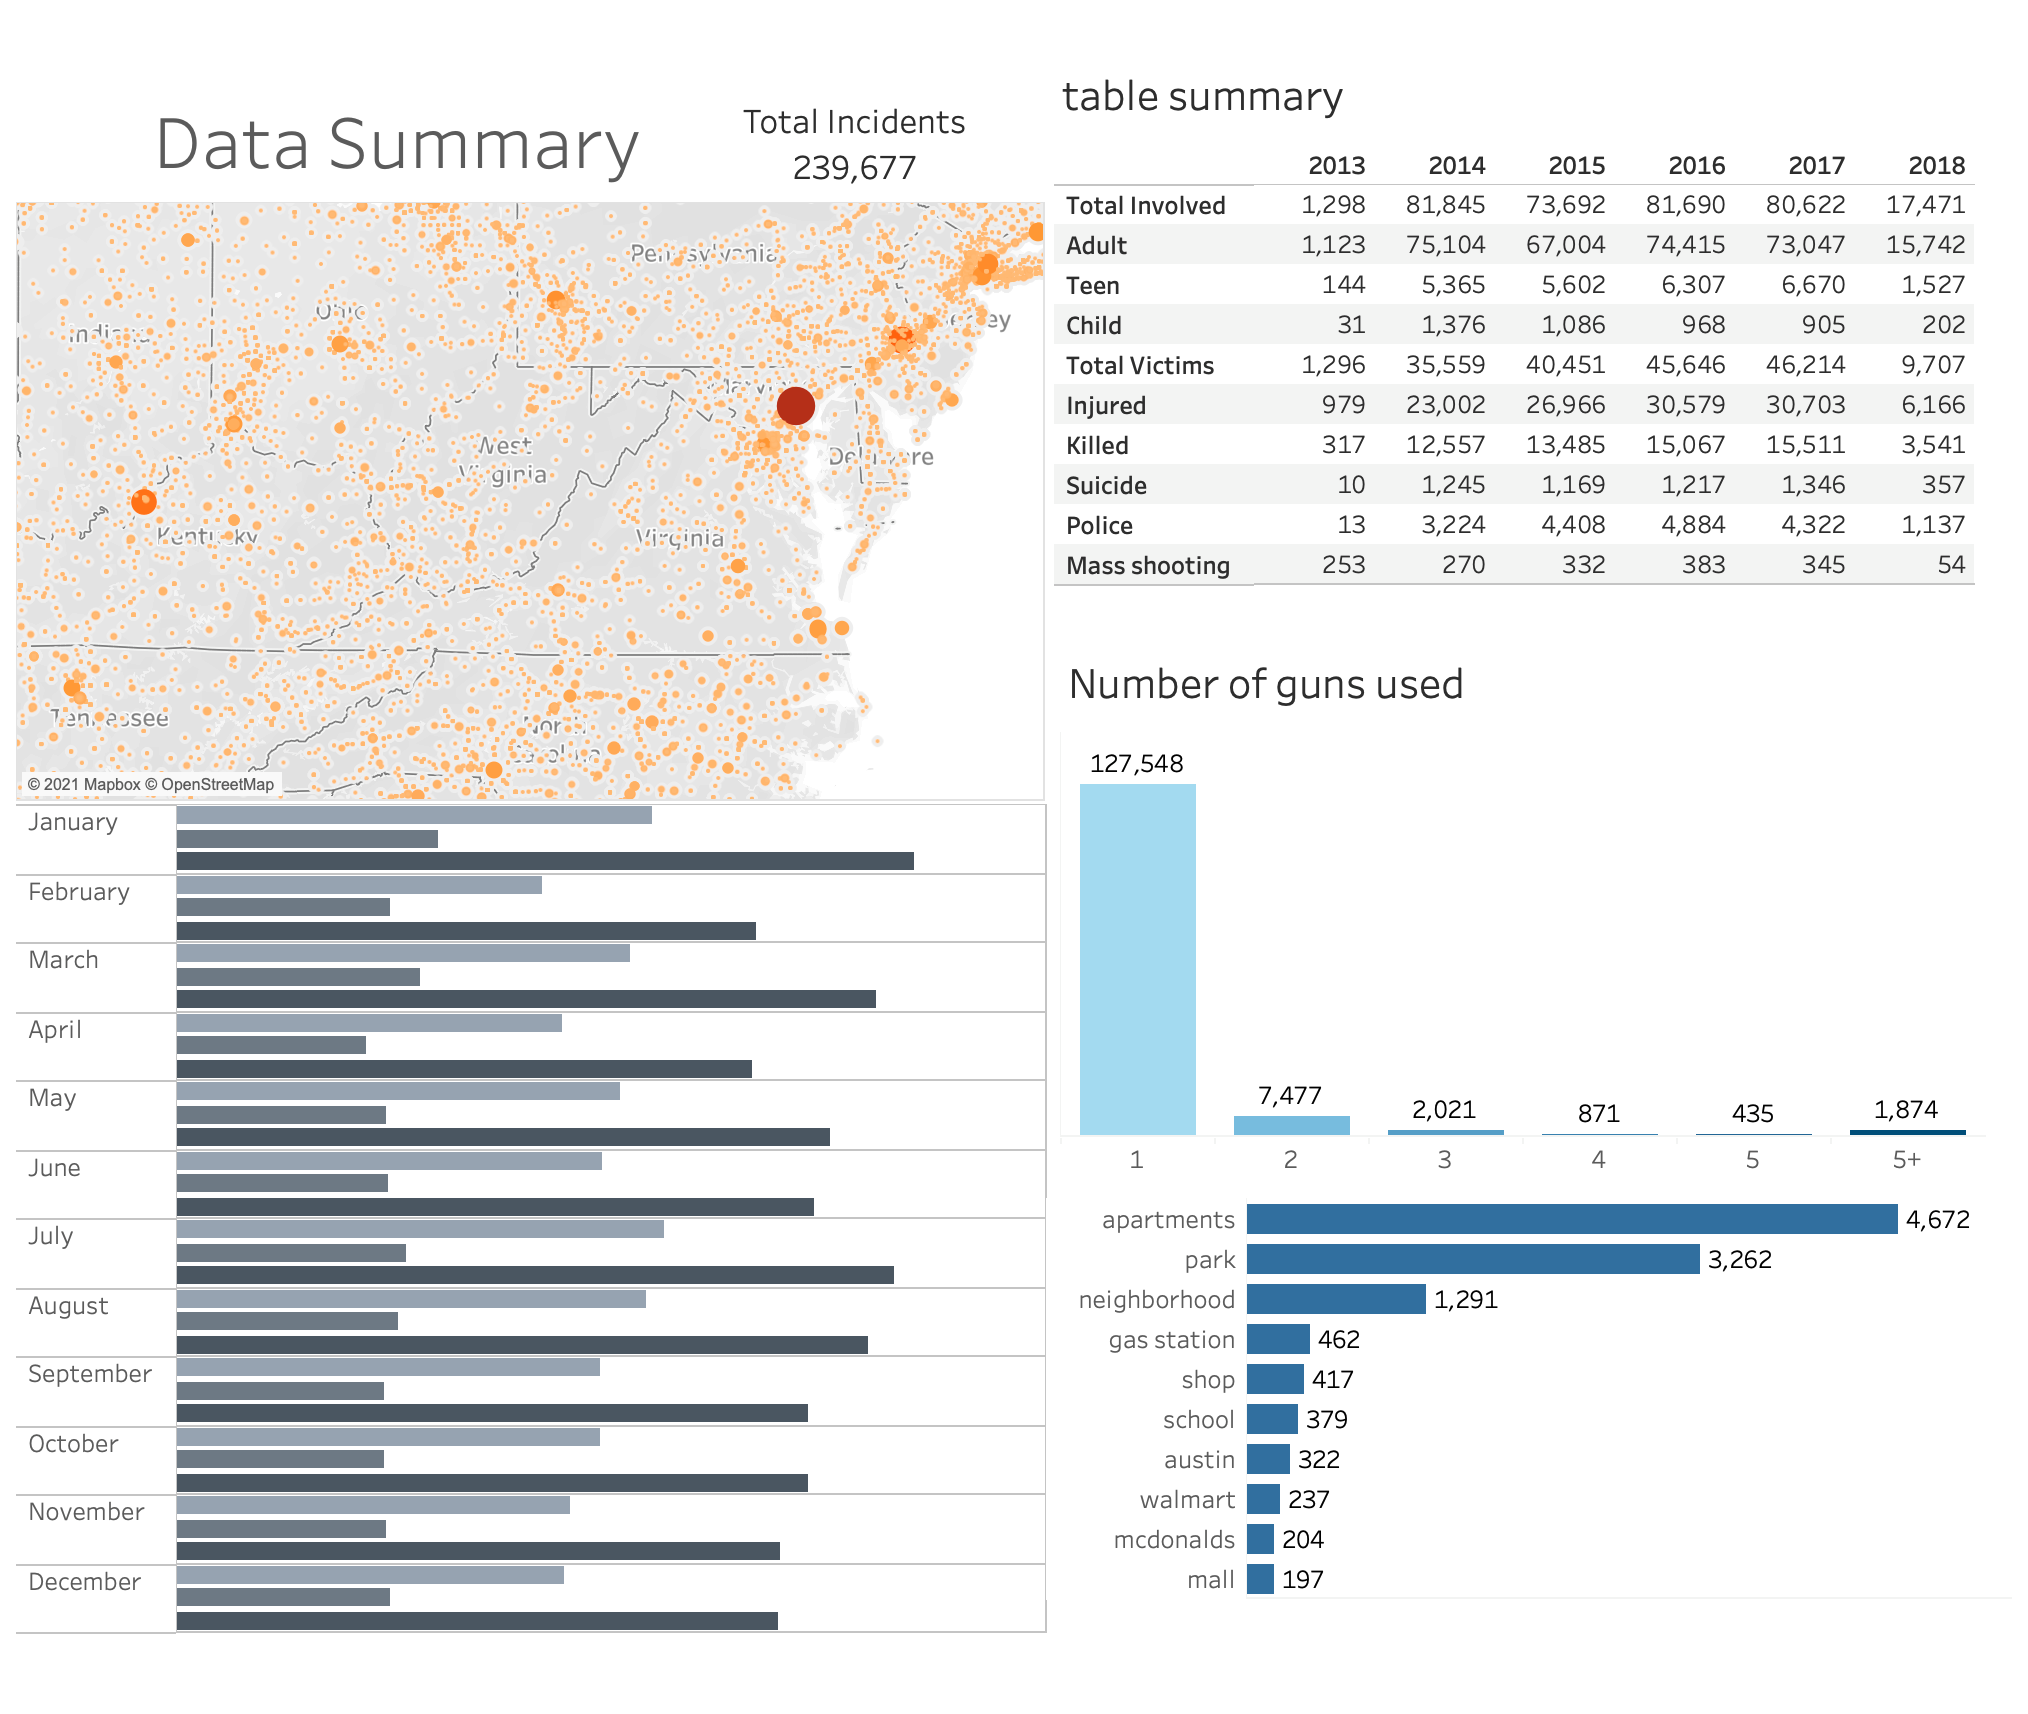 Data Summary
Total Incidents
239,677
Pennsylvania
Ohio
Indiana
West
Virginia
Kentucky
Virginia
Tennessee
North
Carolina
© 2021 Mapbox © OpenStreetMap
January
February
March
April
May
June
July
August
September
October
November
December
table summary
2013 2014 2015 2016 2017 2018
Total Involved 1,298 81,845 73,692 81,690 80,622 17,471
Adult 1,123 75,104 67,004 74,415 73,047 15,742
Teen 144 5,365 5,602 6,307 6,670 1,527
Child 31 1,376 1,086 968 905 202
Total Victims 1,296 35,559 40,451 45,646 46,214 9,707
Injured 979 23,002 26,966 30,579 30,703 6,166
Killed 317 12,557 13,485 15,067 15,511 3,541
Suicide 10 1,245 1,169 1,217 1,346 357
Police 13 3,224 4,408 4,884 4,322 1,137
Mass shooting 253 270 332 383 345 54
Number of guns used
127,548 7,477 2,021 871 435 1,874
1 2 3 4 5 5+
apartments 4,672
park 3,262
neighborhood 1,291
gas station 462
shop 417
school 379
austin 322
walmart 237
mcdonalds 204
mall 197